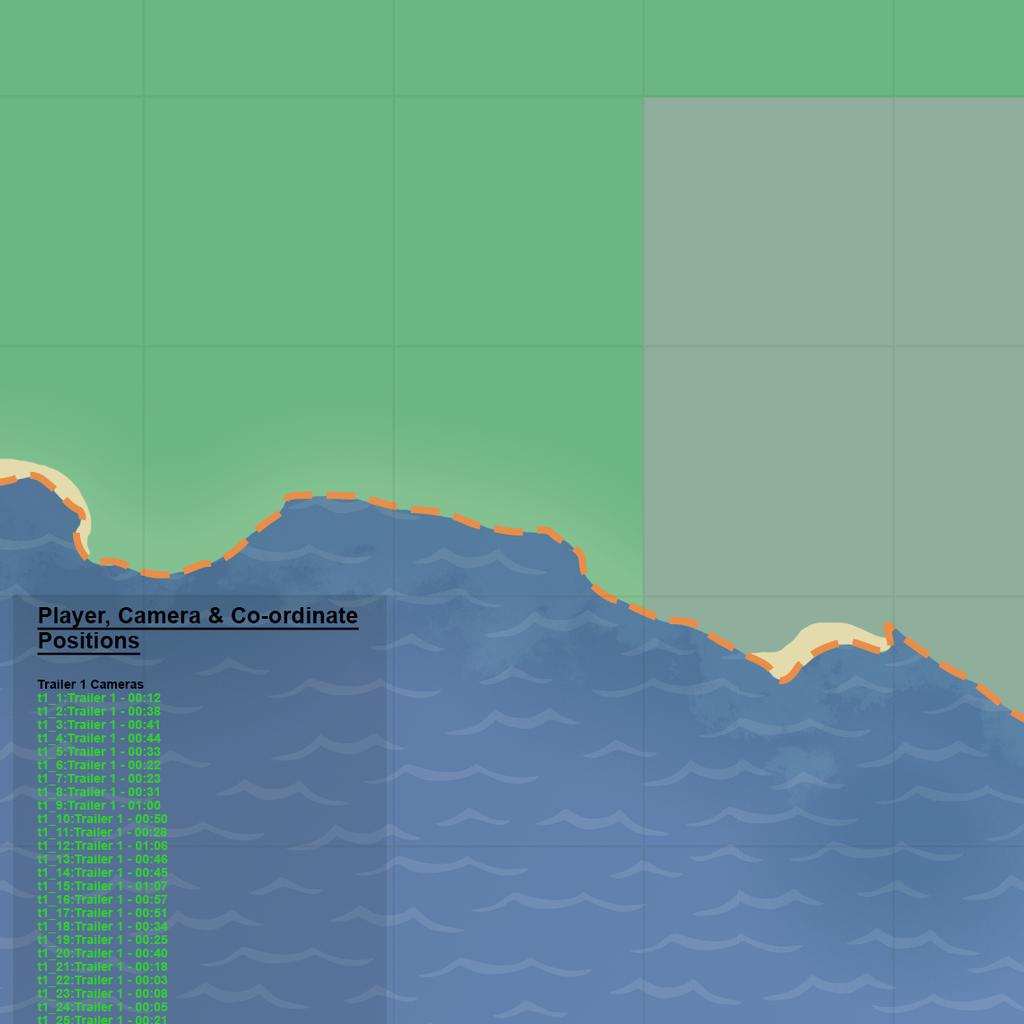 Player, Camera & Co-ordinate
Positions
Trailer 1 Cameras
t1_1:Trailer 1 - 00:12
t1_2:Trailer 1 - 00:38
t1_3:Trailer 1 - 00:41
t1_4:Trailer 1 - 00:44
t1_5:Trailer 1 - 00:33
t1_6:Trailer 1 - 00:22
t1_7:Trailer 1 - 00:23
t1_8:Trailer 1 - 00:31
t1_9:Trailer 1 - 01:00
t1_10:Trailer 1 - 00:50
t1_11:Trailer 1 - 00:28
t1_12:Trailer 1 - 01:06
t1_13:Trailer 1 - 00:46
t1_14:Trailer 1 - 00:45
t1_15:Trailer 1 - 01:07
t1_16:Trailer 1 - 00:57
t1_17:Trailer 1 - 00:51
t1_18:Trailer 1 - 00:34
t1_19:Trailer 1 - 00:25
t1_20:Trailer 1 - 00:40
t1_21:Trailer 1 - 00:18
t1_22:Trailer 1 - 00:03
t1_23:Trailer 1 - 00:08
t1_24:Trailer 1 - 00:05
t1_25:Trailer 1 - 00:21